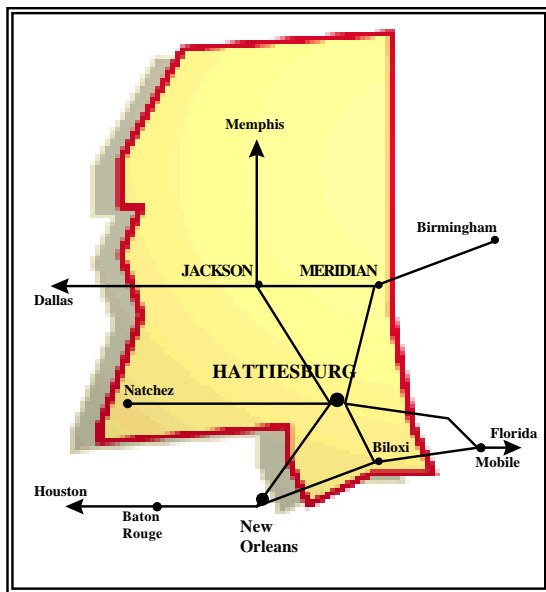 Memphis
Birmingham
JACKSON
MERIDIAN
Dallas
HATTIESBURG
Natchez
Florida
Biloxi
Mobile
Houston
Baton
Rouge
New
Orleans